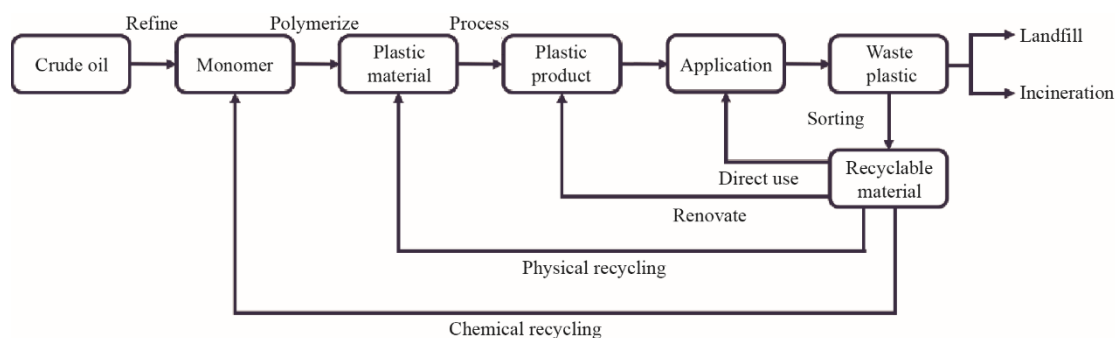 Refine
Polymerize
Process
Crude oil
Monomer
Plastic
material
Plastic
product
Application
Waste
plastic
Landfill
Incineration
Sorting
Recyclable
material
Direct use
Renovate
Physical recycling
Chemical recycling